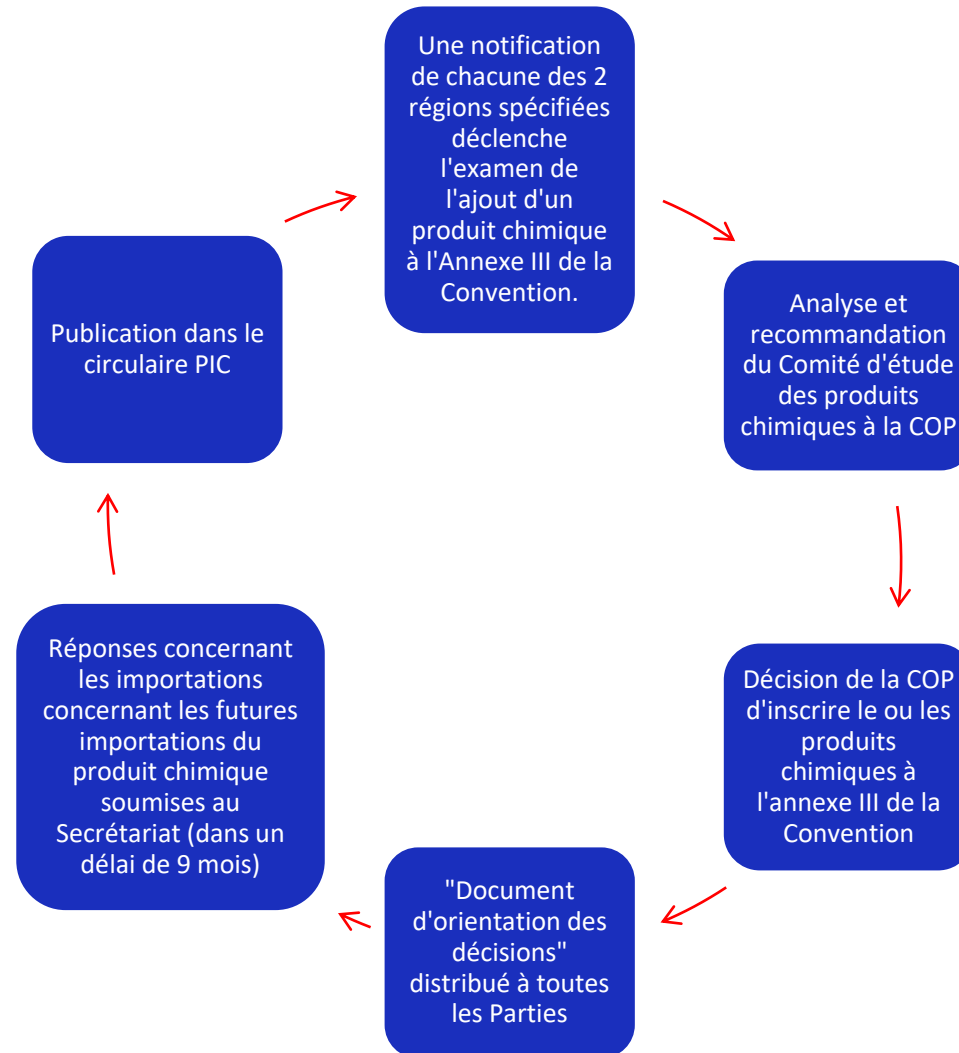 Une notification
de chacune des 2
régions spécifiées
déclenche
l'examen de
l'ajout d'un
produit chimique
à l'Annexe III de la
Convention.
Analyse et
recommandation
du Comité d'étude
des produits
chimiques à la COP
Décision de la COP
d'inscrire le ou les
produits
chimiques à
l'annexe III de la
Convention
"Document
d'orientation des
décisions"
distribué à toutes
les Parties
Réponses concernant
les importations
concernant les futures
importations du
produit chimique
soumises au
Secrétariat (dans un
délai de 9 mois)
Publication dans le
circulaire PIC